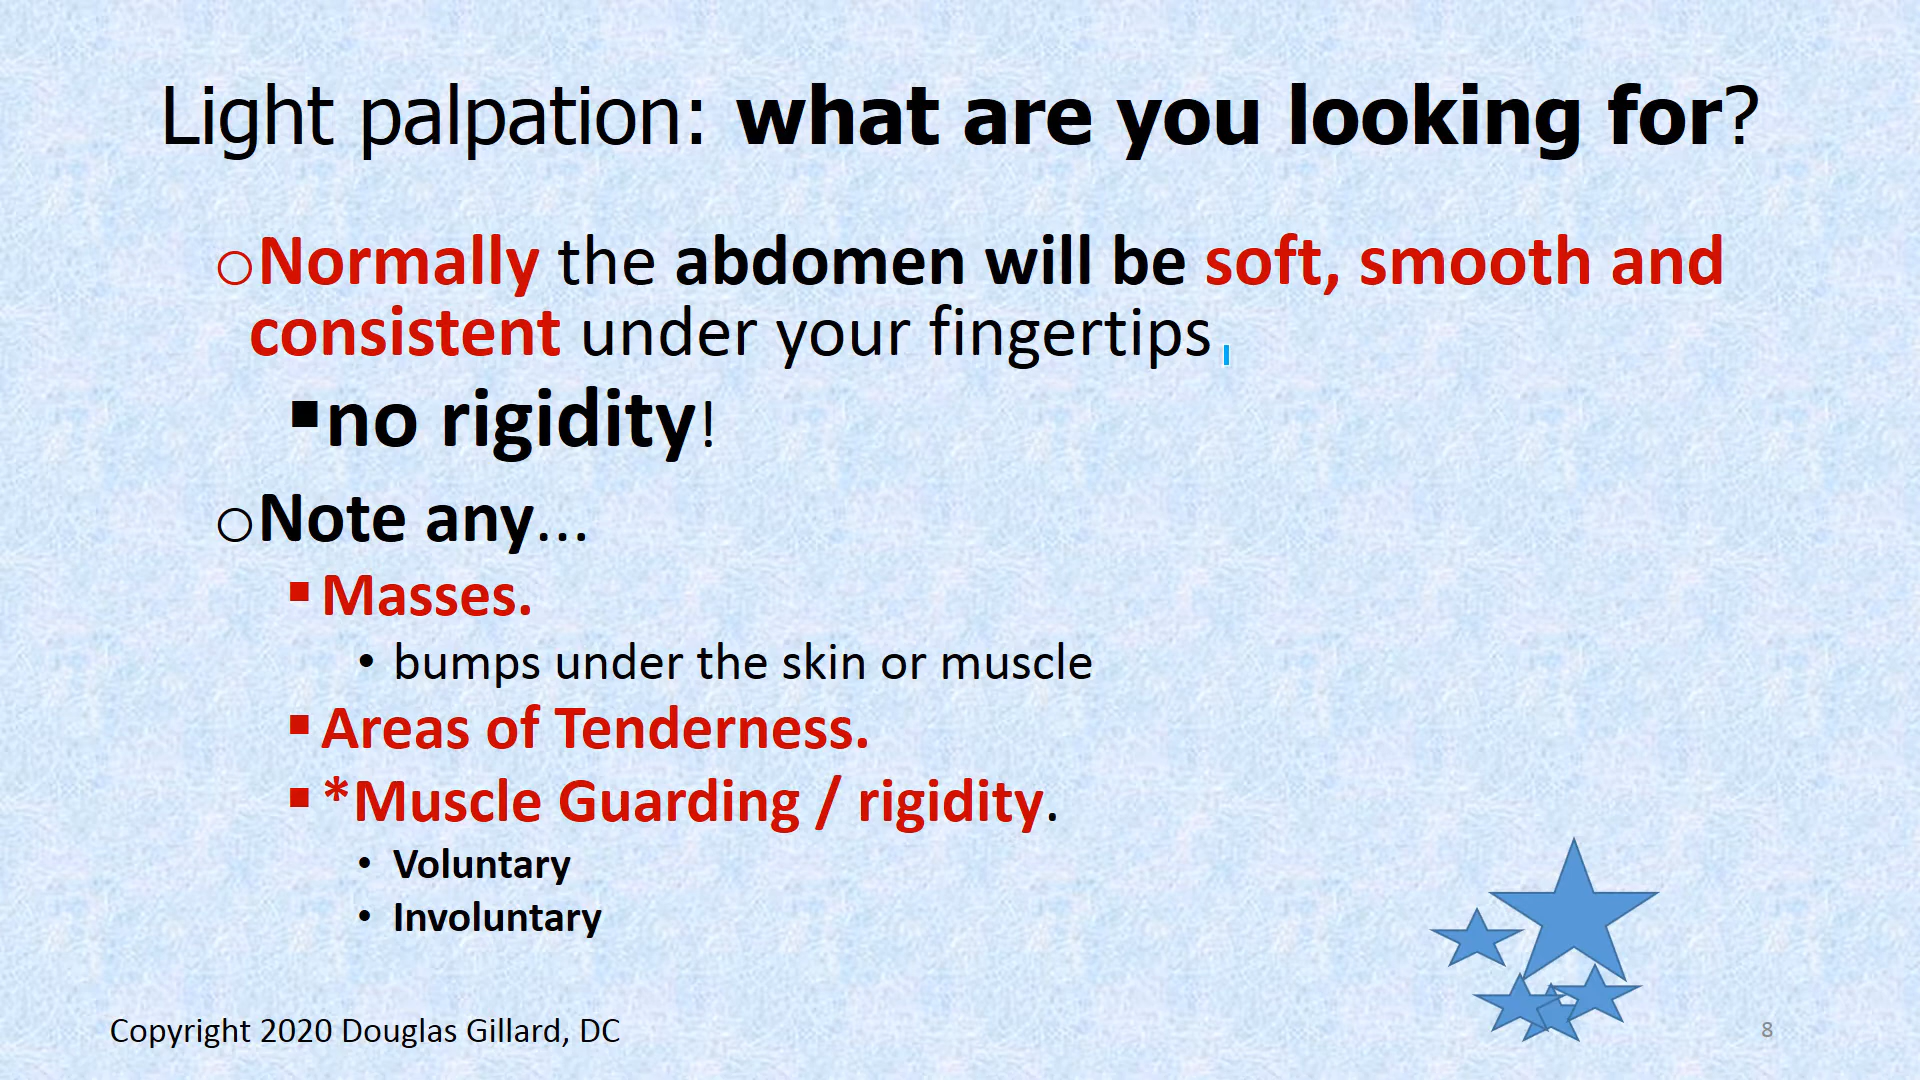 Light palpation: what are you looking for?
oNormally the abdomen will be soft, smooth and
consistent under your fingertips
▪no rigidity!
oNote any...
▪Masses.
• bumps under the skin or muscle
▪Areas of Tenderness.
▪*Muscle Guarding / rigidity.
• Voluntary
• Involuntary
Copyright 2020 Douglas Gillard, DC
8